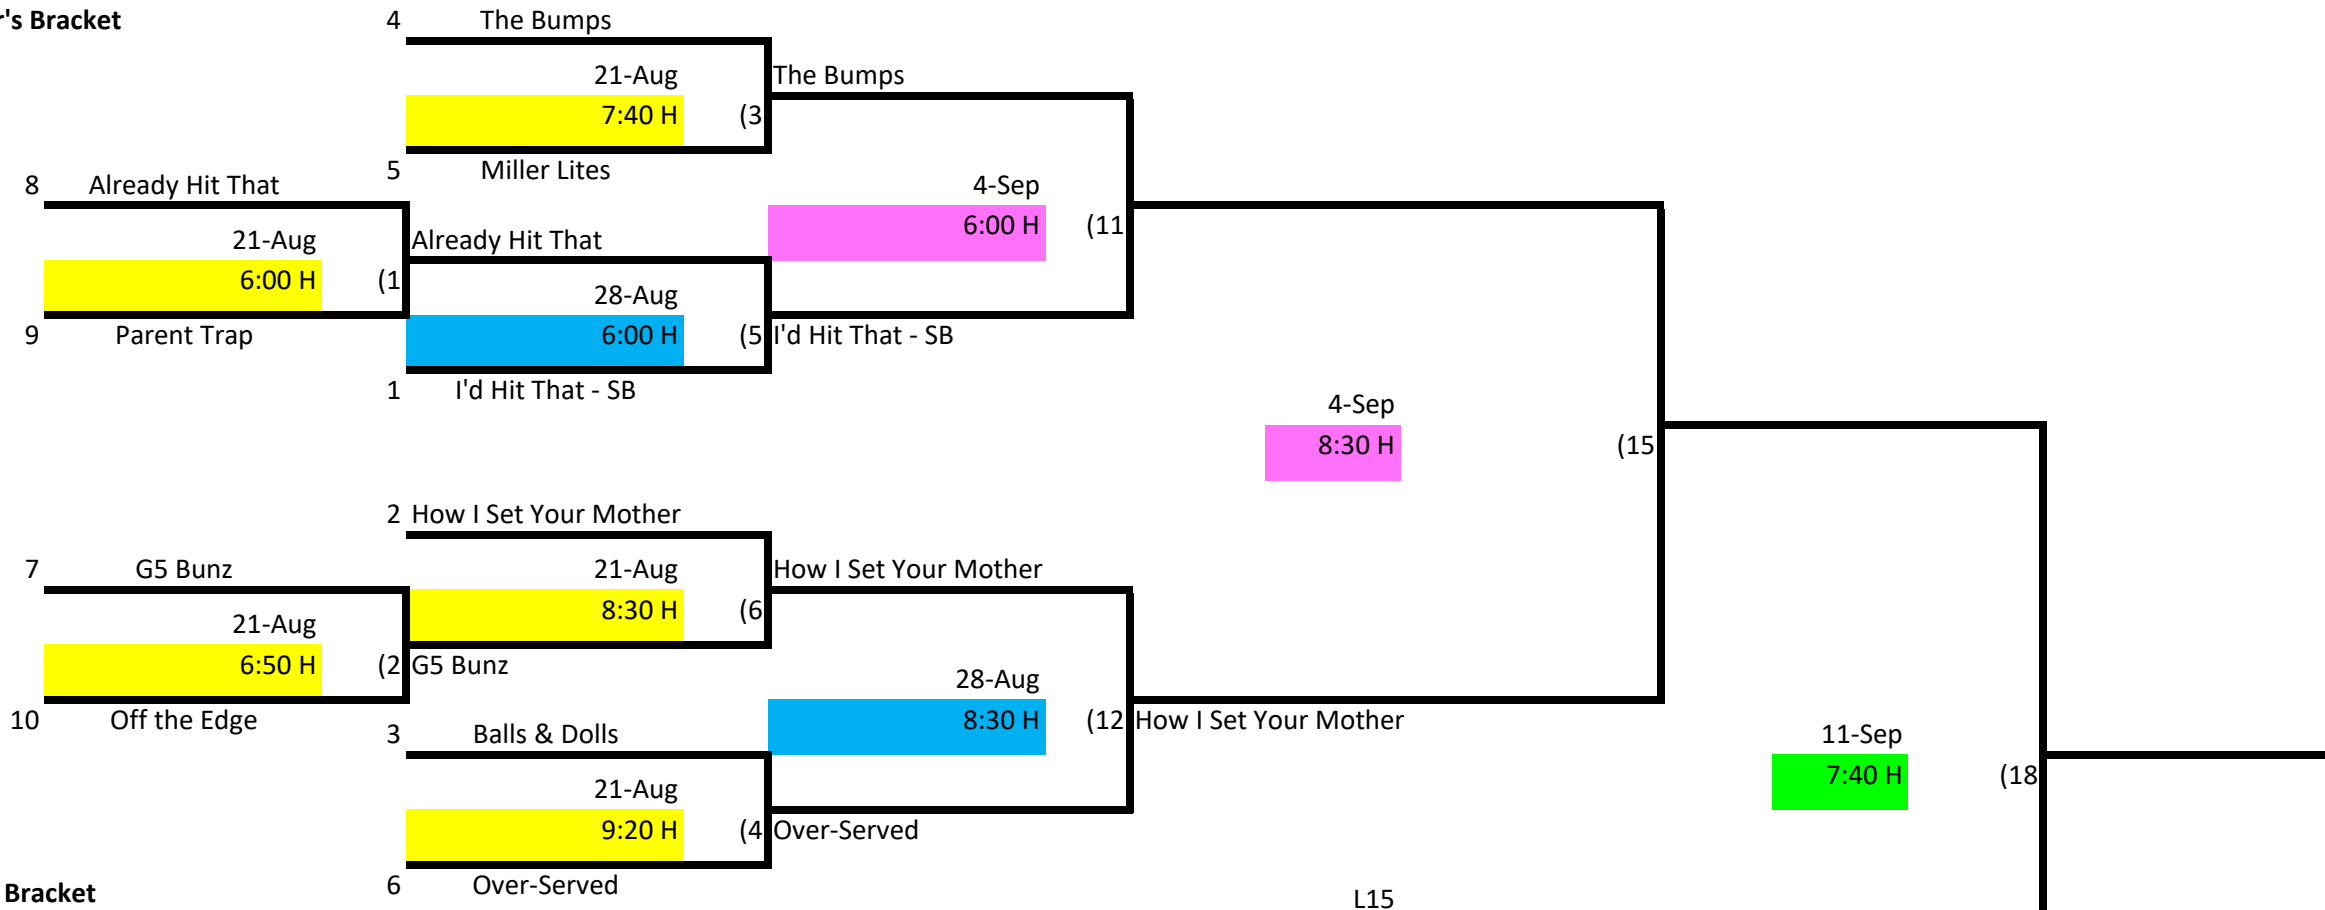 r's Bracket
4 The Bumps
21-Aug
The Bumps
7:40 H (3
5 Miller Lites
8 Already Hit That
4-Sep
6:00 H (11
21-Aug
Already Hit That
6:00 H (1
28-Aug
9 Parent Trap
6:00 H (5 I'd Hit That - SB
1 I'd Hit That - SB
4-Sep
8:30 H (15
2 How I Set Your Mother
7 G5 Bunz
21-Aug
How I Set Your Mother
8:30 H (6
21-Aug
6:50 H (2 G5 Bunz
28-Aug
10 Off the Edge
8:30 H (12 How I Set Your Mother
3 Balls & Dolls
11-Sep
7:40 H (18
21-Aug
9:20 H (4 Over-Served
6 Over-Served
Bracket
L15